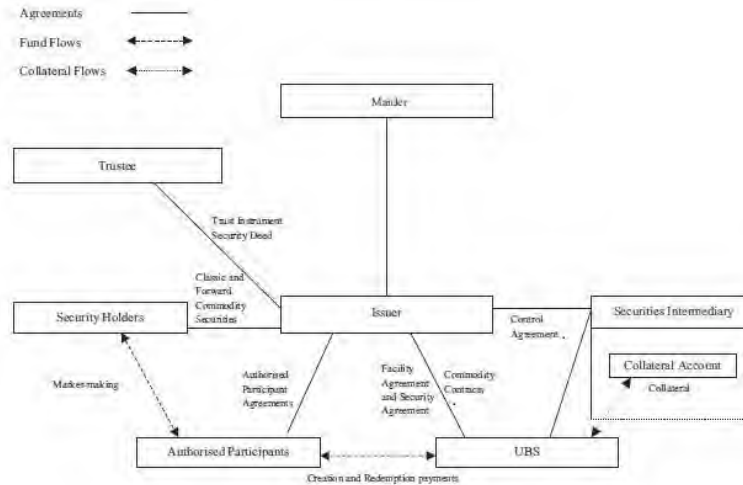 Agreements
Fund Flows
Collateral Flows
Marder
Trustee
Trust Instrument
Security Deed
Classic and
Forward
Commodity
Securities
Security Holders
Issuer
Securities Intermediary
Control
Agreement
Collateral Account
Collateral
Market-making
Authorised
Participant
Agreements
Facility
Agreement
and Security
Agreement
Commodity
Contracts
Authorised Participants
UBS
Creation and Redemption payments